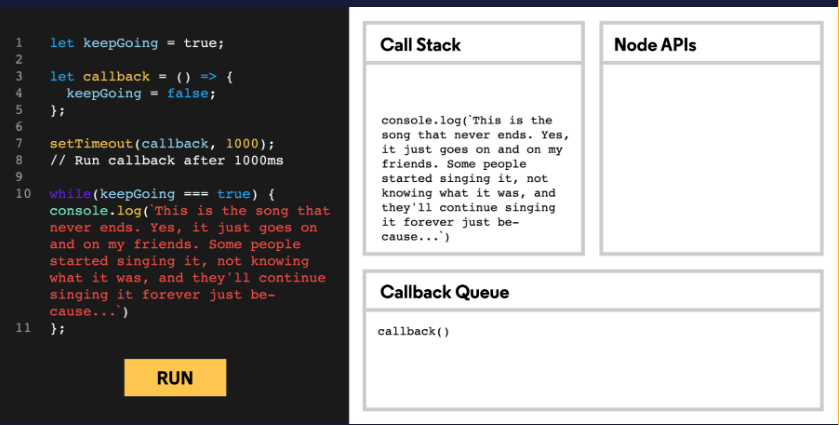 1 let keepGoing = true;
2
3 let callback = () => {
4 keepGoing = false;
5 };
6
7 setTimeout(callback, 1000);
8 // Run callback after 1000ms
9
10 while(keepGoing === true) {
console.log(`This is the song that
never ends. Yes, it just goes on
and on my friends. Some people
started singing it, not knowing
what it was, and they'll continue
singing it forever just be-
cause...`)
11 };
RUN
Call Stack
console.log(`This is the
song that never ends. Yes,
it just goes on and on my
friends. Some people
started singing it, not
knowing what it was, and
they'll continue singing
it forever just be-
cause...`)
Node APIs
Callback Queue
callback()